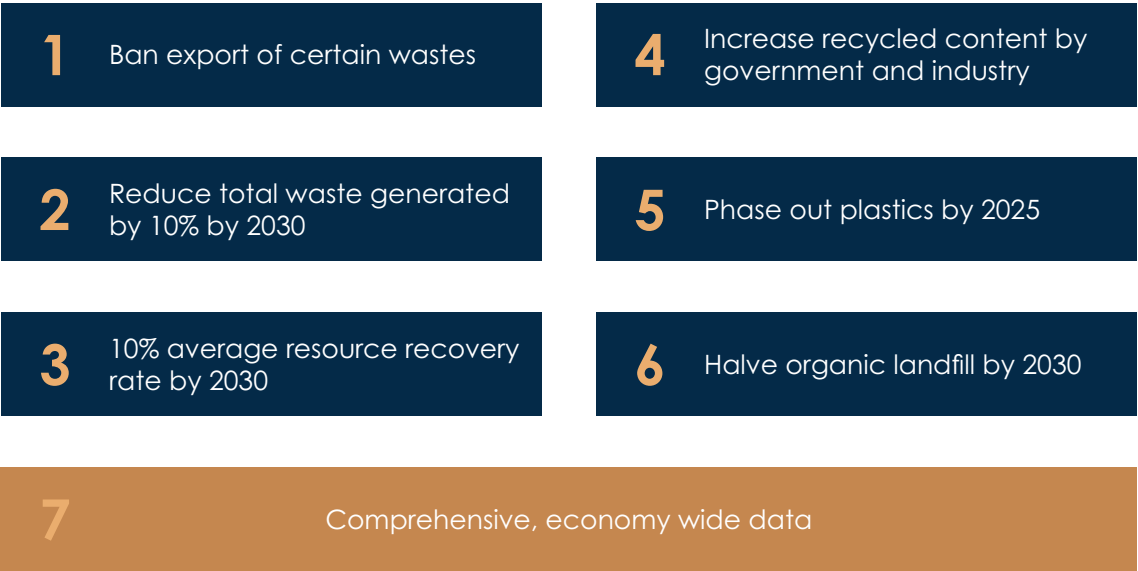 1
Ban export of certain wastes
2
Reduce total waste generated
by 10% by 2030
3
10% average resource recovery
rate by 2030
4
Increase recycled content by
government and industry
5
Phase out plastics by 2025
6
Halve organic landfill by 2030
7
Comprehensive, economy wide data